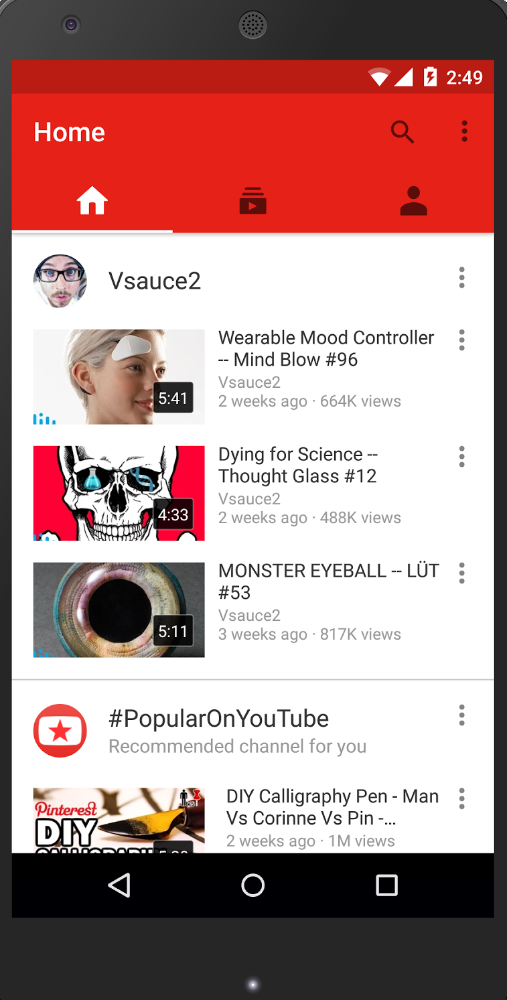 2:49
Home
Vsauce2
Wearable Mood Controller
-- Mind Blow #96
Vsauce2
2 weeks ago · 664K views
5:41
Dying for Science --
Thought Glass #12
Vsauce2
2 weeks ago · 488K views
4:33
MONSTER EYEBALL -- LÜT
#53
Vsauce2
3 weeks ago · 817K views
5:11
#PopularOnYouTube
Recommended channel for you
DIY Calligraphy Pen - Man
Vs Corinne Vs Pin -...
2 weeks ago · 1M views
Pinterest
VS
DIY